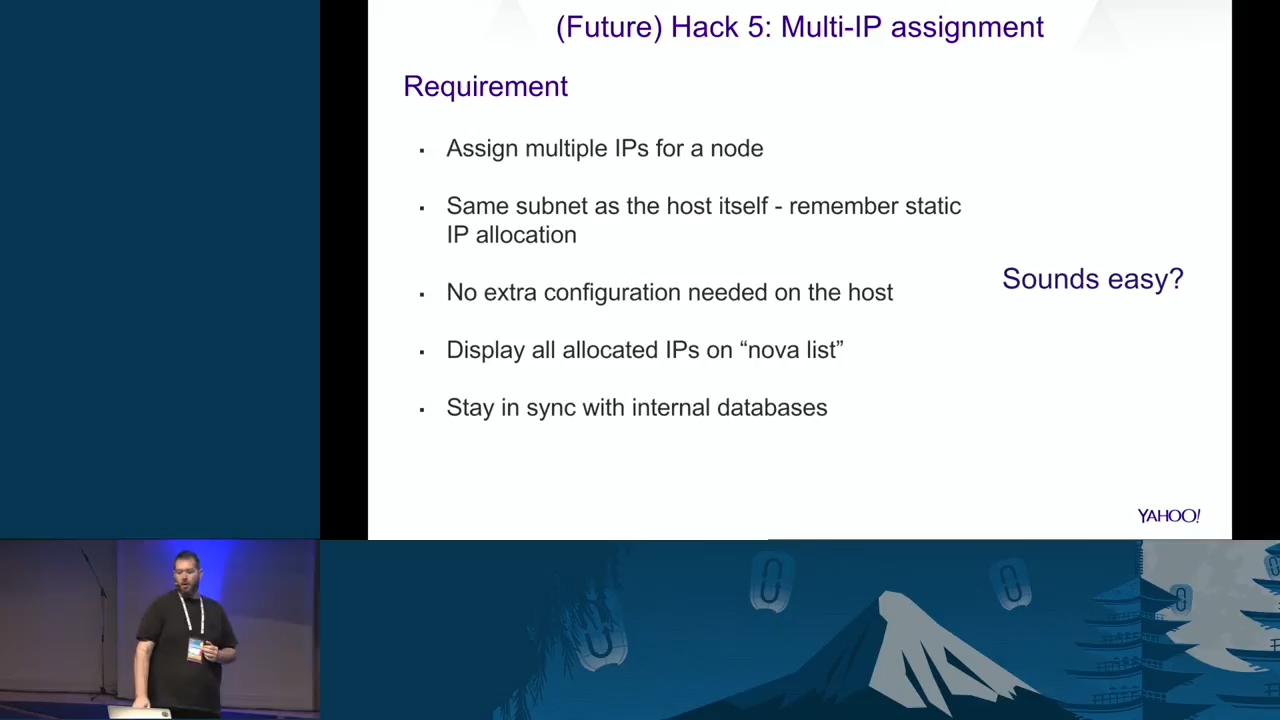 (Future) Hack 5: Multi-IP assignment
Requirement
▪ Assign multiple IPs for a node
▪ Same subnet as the host itself - remember static
IP allocation
▪ No extra configuration needed on the host
▪ Display all allocated IPs on “nova list”
▪ Stay in sync with internal databases
Sounds easy?
YAHOO!